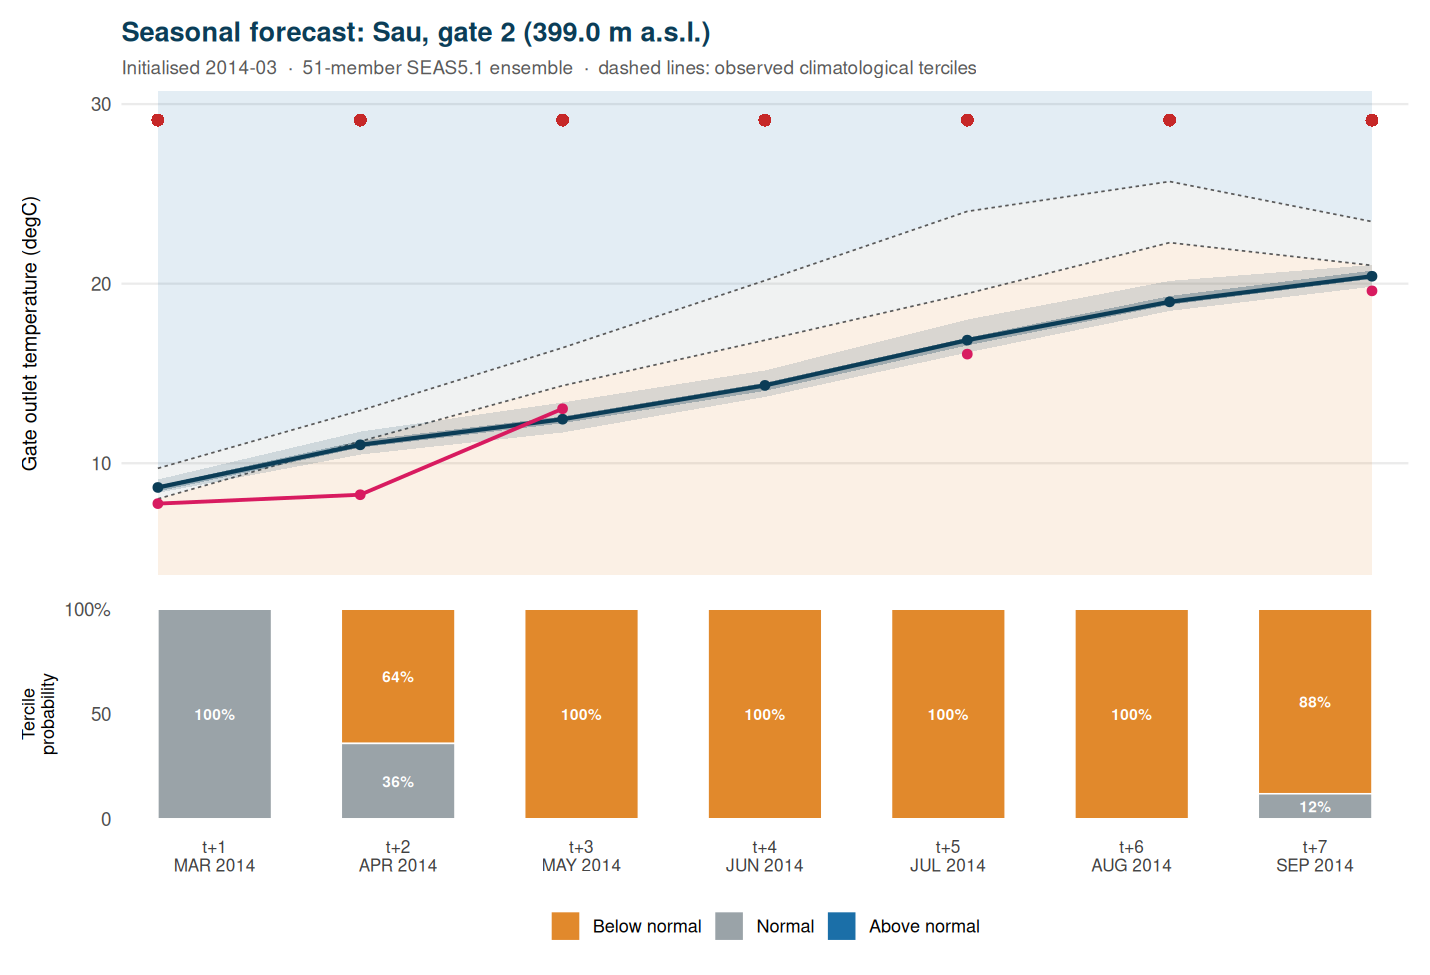 Seasonal forecast: Sau, gate 2 (399.0 m a.s.l.)
Initialised 2014-03 · 51-member SEAS5.1 ensemble · dashed lines: observed climatological terciles
Gate outlet temperature (degC)
30
20
10
Tercile
probability
100%
50
0
100%
64%
36%
100%
100%
100%
100%
88%
12%
t+1
MAR 2014
t+2
APR 2014
t+3
MAY 2014
t+4
JUN 2014
t+5
JUL 2014
t+6
AUG 2014
t+7
SEP 2014
Below normal
Normal
Above normal